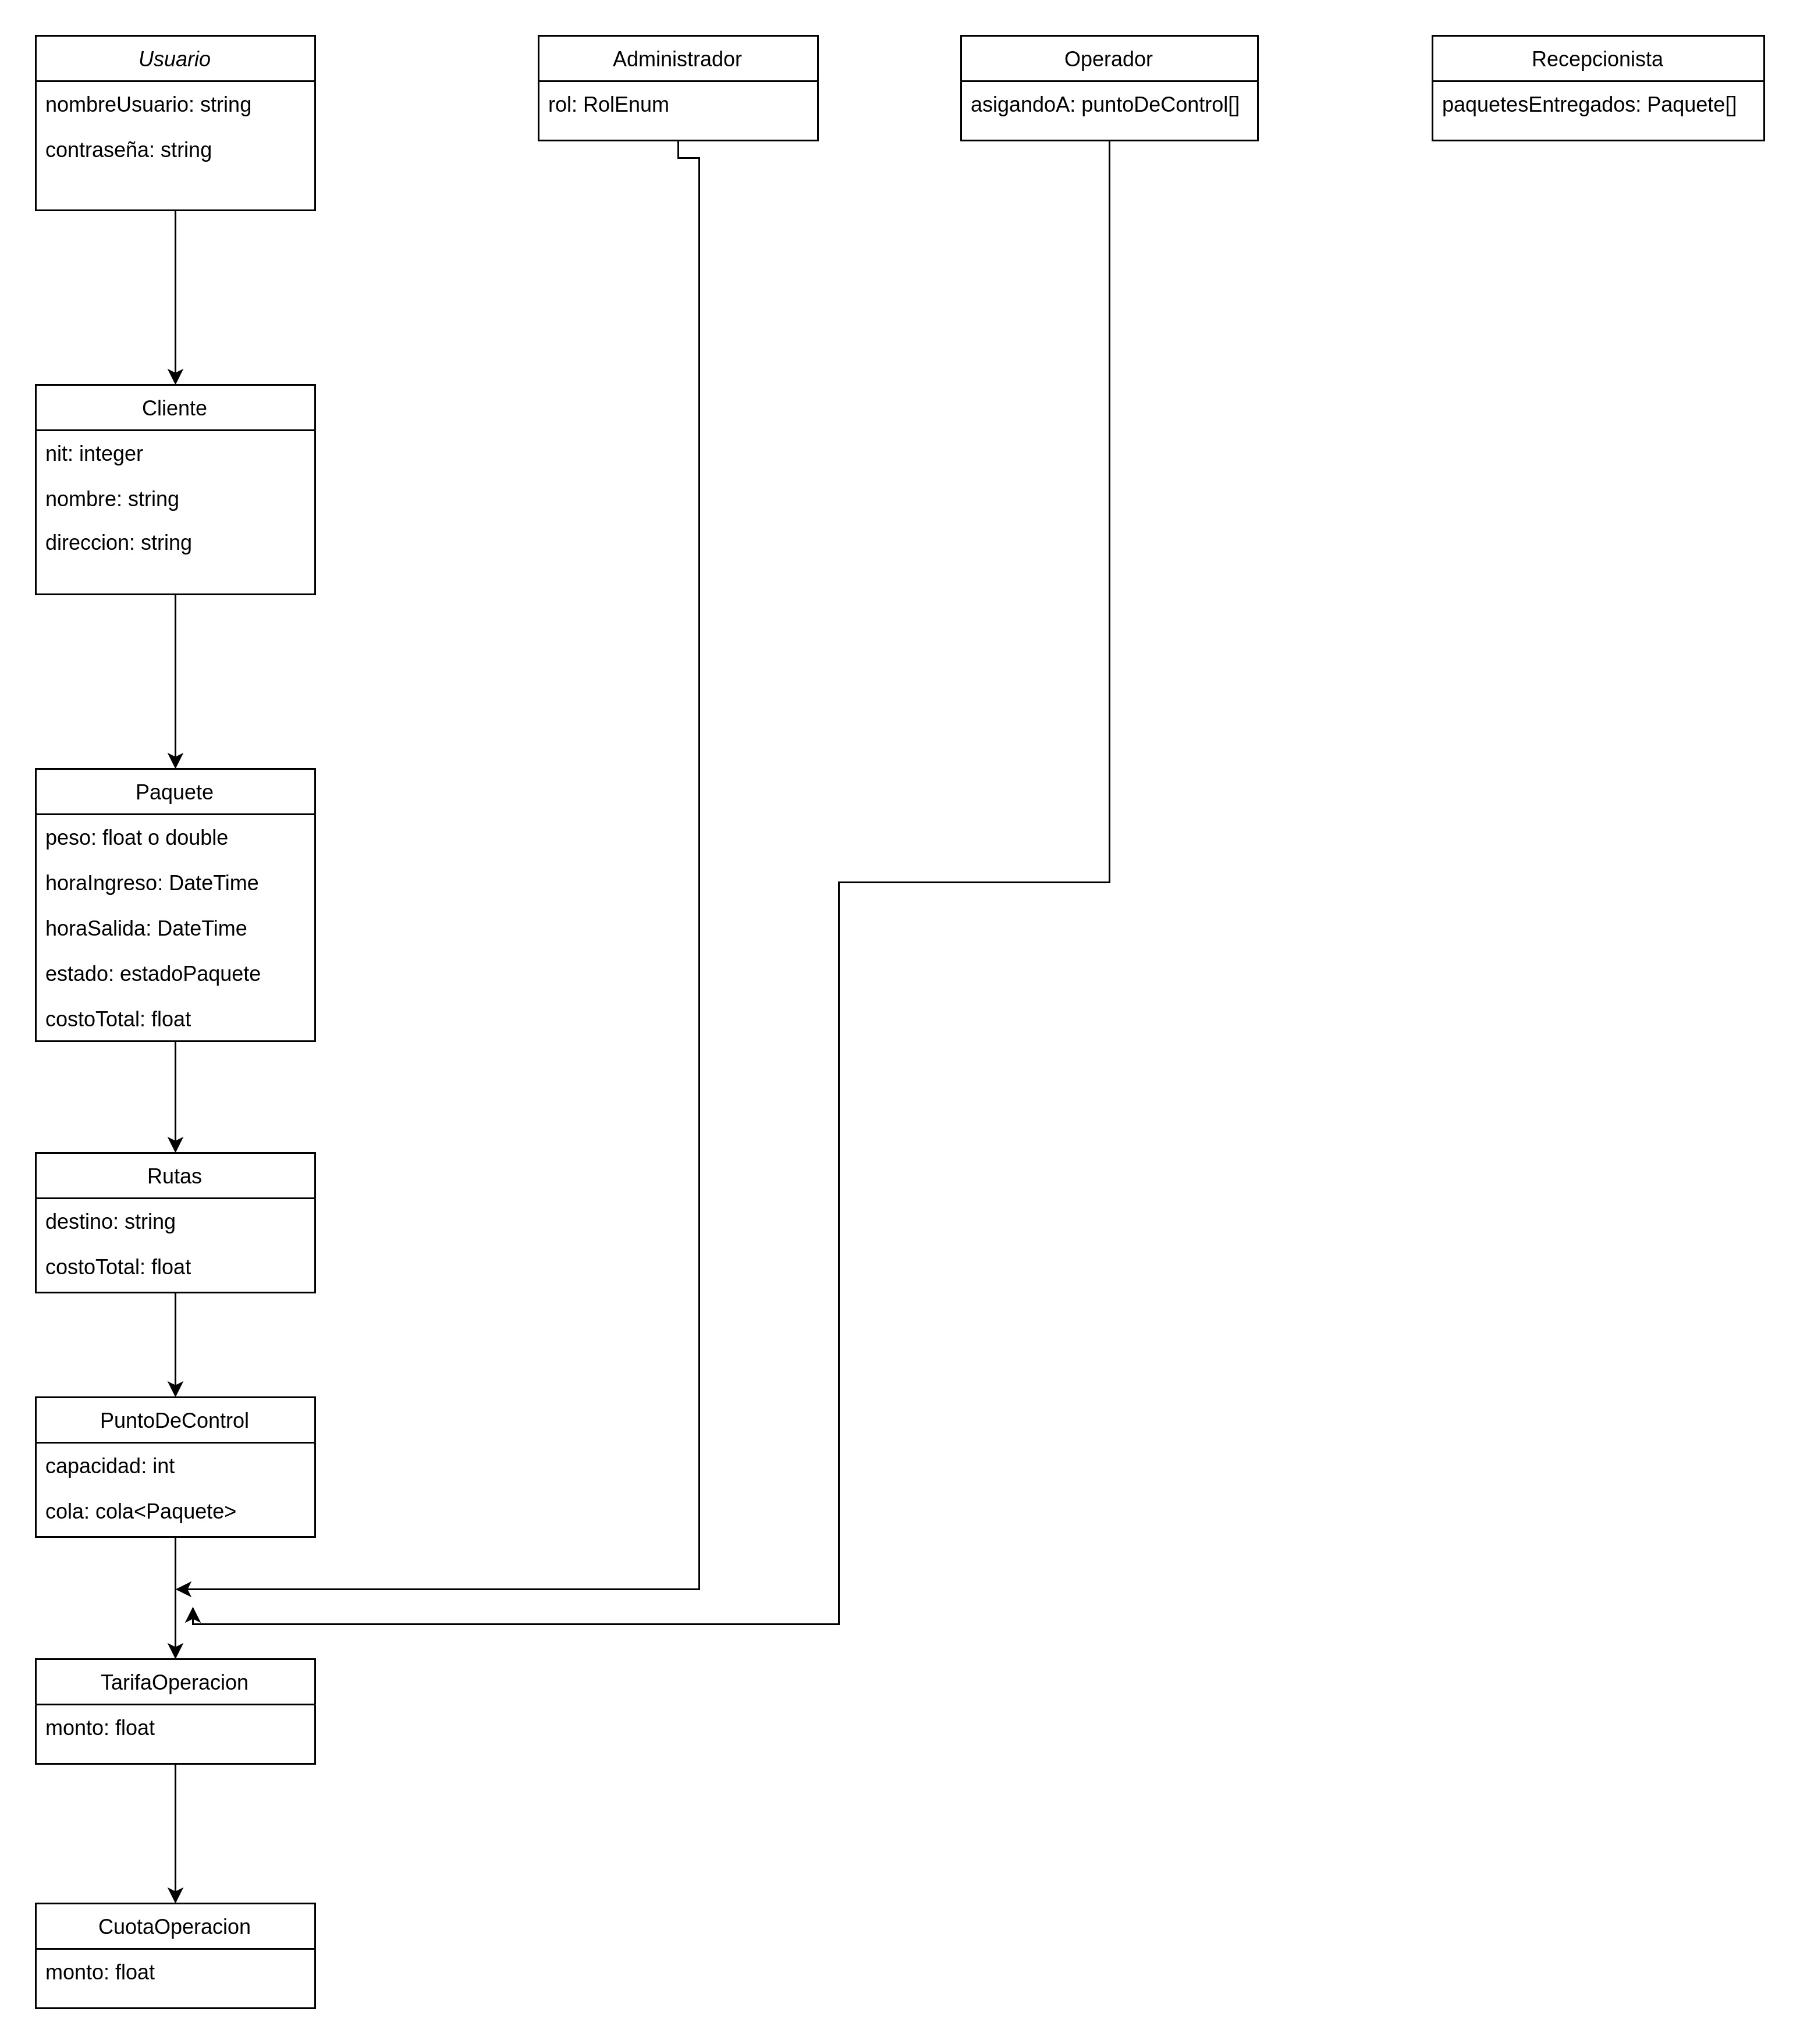 Usuario
nombreUsuario: string
contraseña: string
Administrador
rol: RolEnum
Operador
asigandoA: puntoDeControl[]
Recepcionista
paquetesEntregados: Paquete[]
Cliente
nit: integer
nombre: string
direccion: string
Paquete
peso: float o double
horaIngreso: DateTime
horaSalida: DateTime
estado: estadoPaquete
costoTotal: float
Rutas
destino: string
costoTotal: float
PuntoDeControl
capacidad: int
cola: cola<Paquete>
TarifaOperacion
monto: float
CuotaOperacion
monto: float